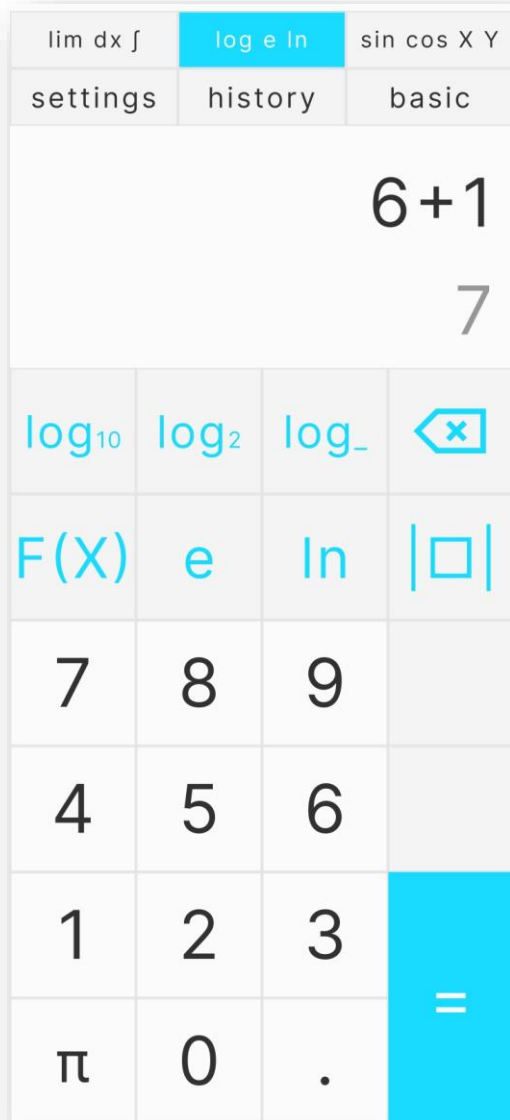 lim dx ∫ log e ln sin cos X Y
settings history basic
6+1
7
log₁₀ log₂ log_
F(X) e ln |□|
7 8 9
4 5 6
1 2 3
=
π 0 .